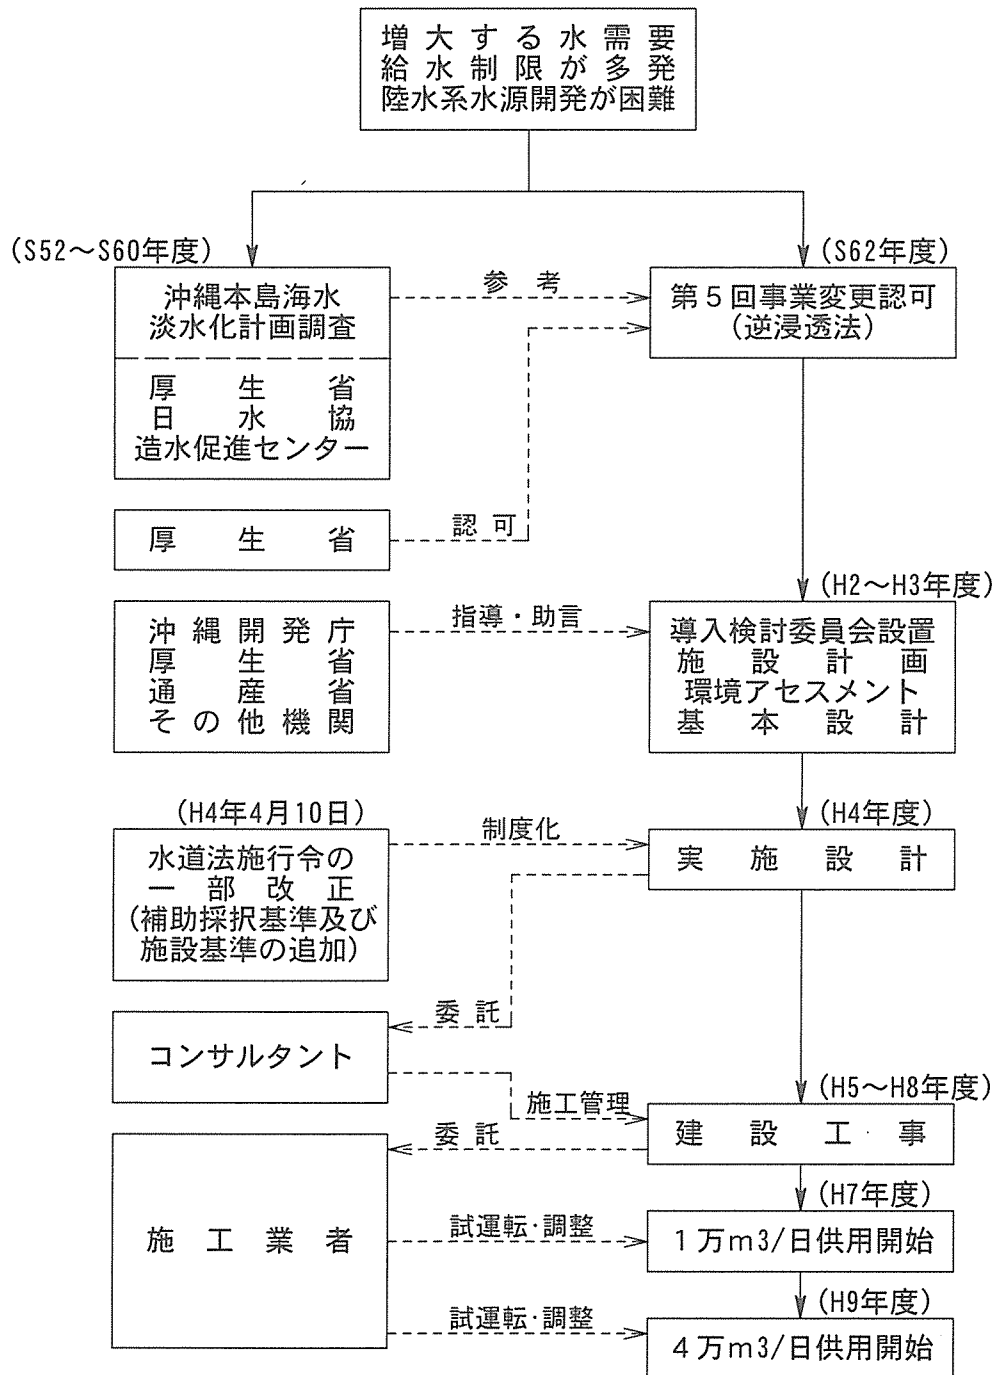 増大する水需要
給水制限が多発
陸水系水源開発が困難
(S52～S60年度)
(S62年度)
沖縄本島海水
淡水化計画調査
厚生省
日水協
造水促進センター
参考
第5回事業変更認可
(逆浸透法)
厚生省
認可
(H2～H3年度)
沖縄開発庁
厚生省
通産省
その他機関
指導・助言
導入検討委員会設置
施設計画
環境アセスメント
基本設計
(H4年4月10日)
(H4年度)
水道法施行令の
一部改正
(補助採択基準及び
施設基準の追加)
制度化
実施設計
委託
コンサルタント
(H5～H8年度)
施工管理
建設工事
委託
施工業者
(H7年度)
試運転・調整
1万m3/日供用開始
(H9年度)
試運転・調整
4万m3/日供用開始